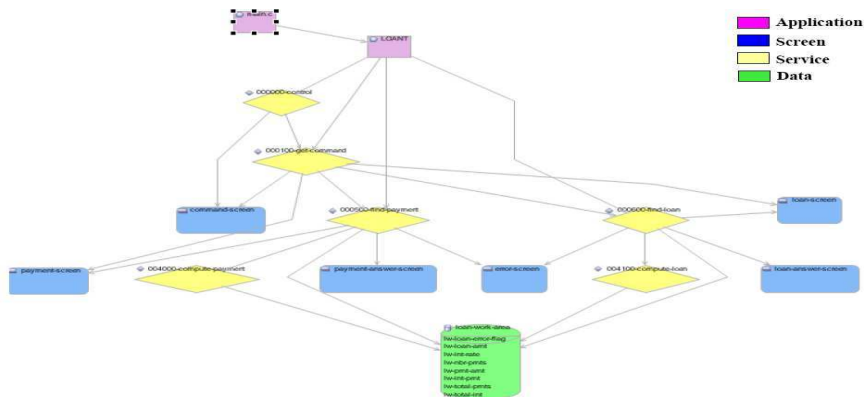 Application
Screen
Service
Data
LOANT
000000-control
000100-get-command
command-screen
000500-find-payment
000600-find-loan
loan-screen
payment-screen
004000-compute-payment
payment-answer-screen
error-screen
004100-compute-loan
loan-answer-screen
loan-work-area
lw-loan-error-flag
lw-loan-amt
lw-int-rate
lw-nbr-pmts
lw-pmt-amt
lw-int-pmt
lw-total-pmts
lw-total-int